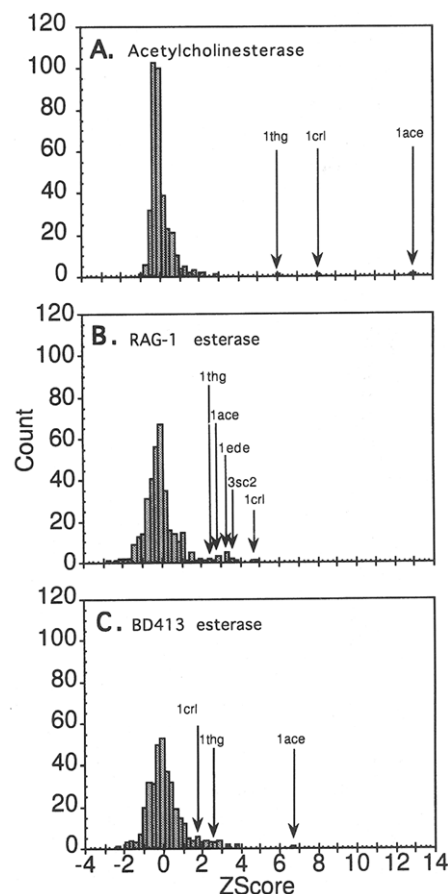 120
A. Acetylcholinesterase
100
80
1thg 1crl 1ace
60
40
20
0
120
B. RAG-1 esterase
100
1thg
80
1ace
60
1ede
3sc2
40
1crl
20
0
Count
120
C. BD413 esterase
100
80
1crl
60
1thg 1ace
40
20
0
-4 -2 0 2 4 6 8 10 12 14
ZScore